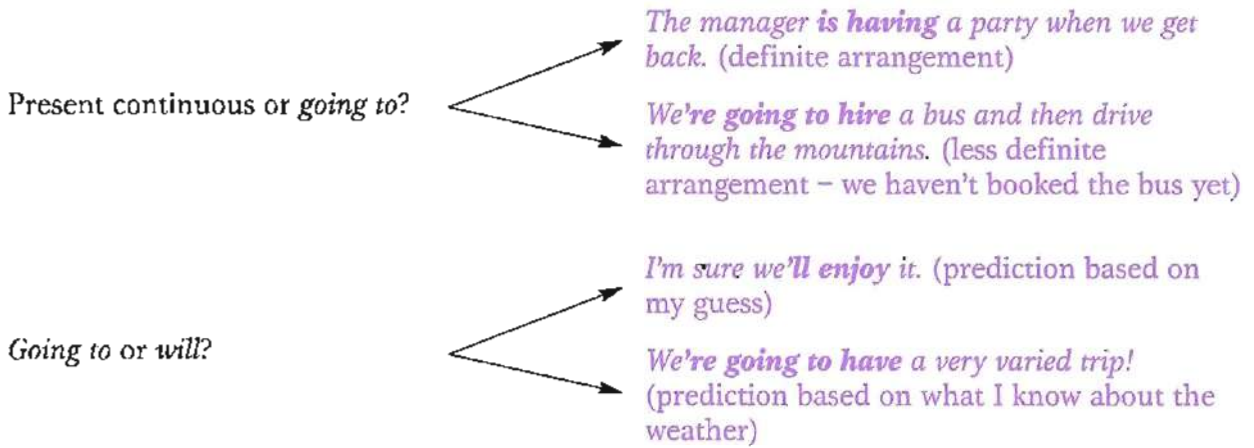 The manager is having a party when we get
back. (definite arrangement)
Present continuous or going to?
We're going to hire a bus and then drive
through the mountains. (less definite
arrangement – we haven't booked the bus yet)
I'm sure we'll enjoy it. (prediction based on
my guess)
Going to or will?
We're going to have a very varied trip!
(prediction based on what I know about the
weather)